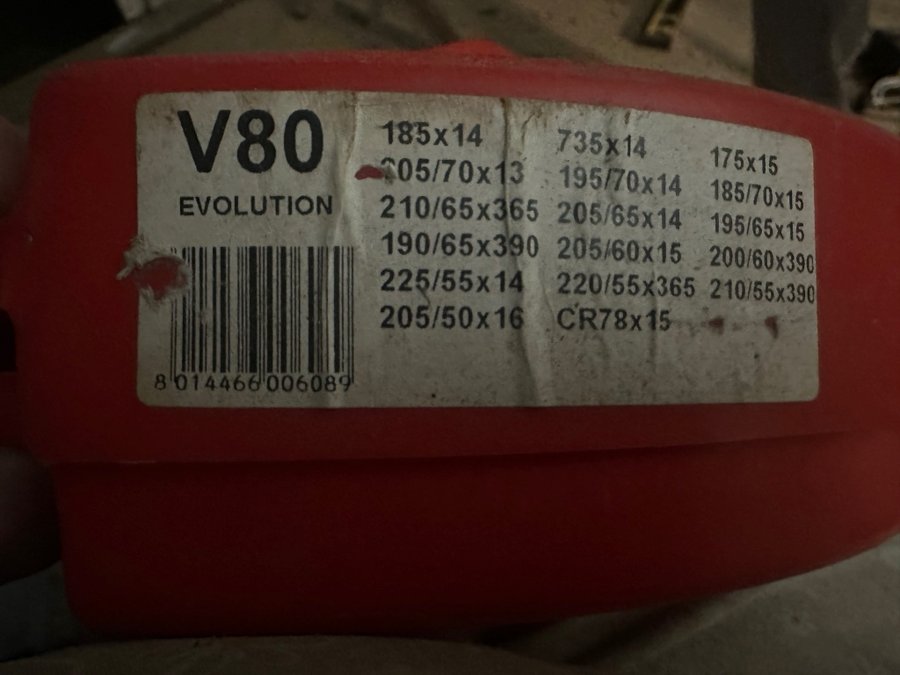 V80
EVOLUTION
8 014466 006089
185x14
05/70x13
210/65x365
190/65x390
225/55x14
205/50x16
735x14
195/70x14
205/65x14
205/60x15
220/55x365
CR78x15
175x15
185/70x15
195/65x15
200/60x390
210/55x390